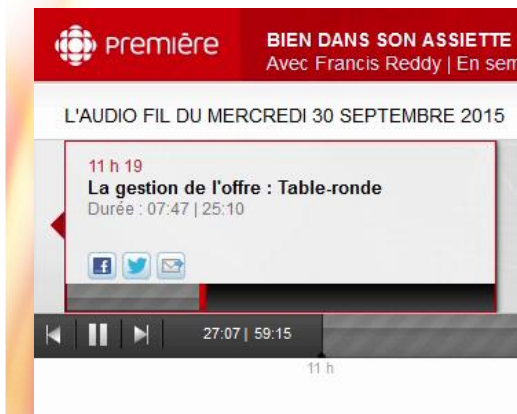 première
BIEN DANS SON ASSIETTE
Avec Francis Reddy | En sem
L'AUDIO FIL DU MERCREDI 30 SEPTEMBRE 2015
11 h 19
La gestion de l'offre : Table-ronde
Durée : 07:47 | 25:10
27:07 | 59:15
11 h